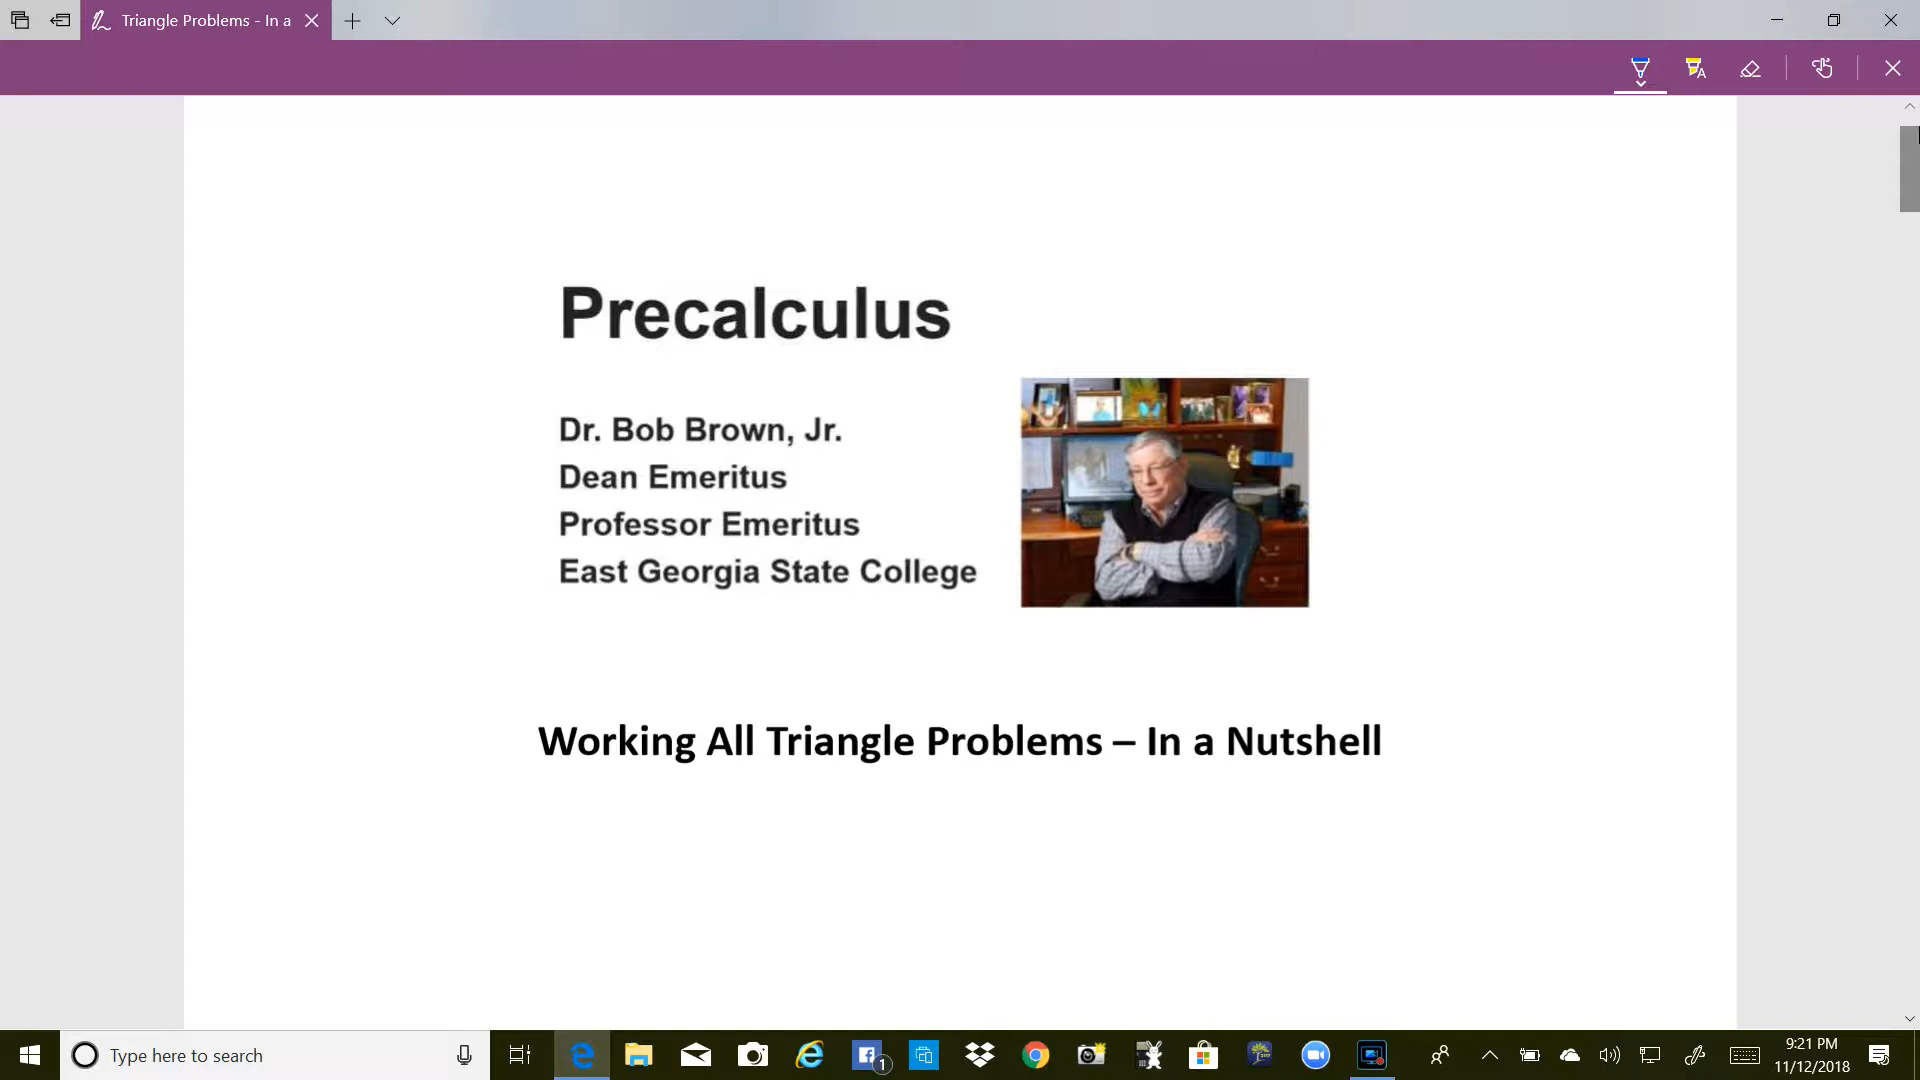 Triangle Problems - In a
Precalculus
Dr. Bob Brown, Jr.
Dean Emeritus
Professor Emeritus
East Georgia State College
Working All Triangle Problems – In a Nutshell
Type here to search
1
9:21 PM
11/12/2018